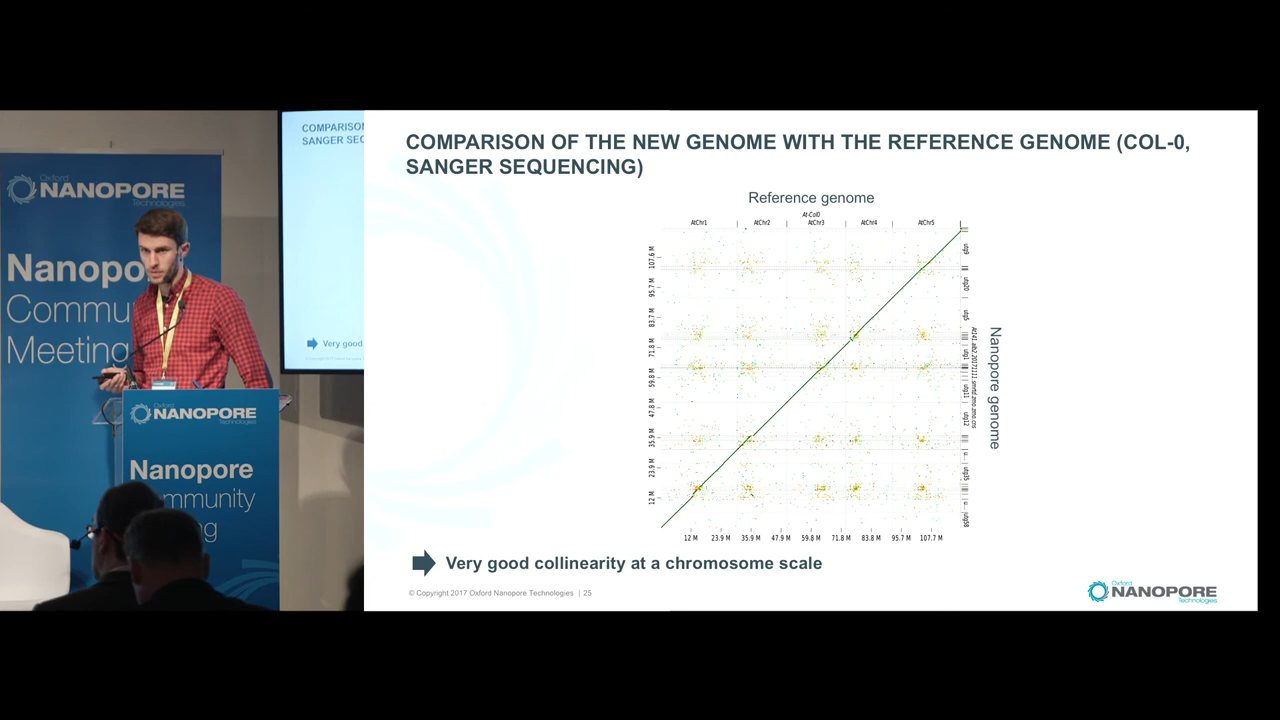 Oxford
NANOPORE
Technologies
Nanopo
Commu
Meeting
NANOPORE
Nanopore
mmunity
ng
COMPARISON
SANGER SEQ
Very good
COMPARISON OF THE NEW GENOME WITH THE REFERENCE GENOME (COL-0,
SANGER SEQUENCING)
Reference genome
At-Col0
AtChr1 AtChr2 AtChr3 AtChr4 AtChr5
107.6 M
95.7 M
83.7 M
71.8 M
59.8 M
47.8 M
35.9 M
23.9 M
12 M
12 M 23.9 M 35.9 M 47.9 M 59.8 M 71.8 M 83.8 M 95.7 M 107.7 M
Nanopore genome
Very good collinearity at a chromosome scale
© Copyright 2017 Oxford Nanopore Technologies | 25
Oxford
NANOPORE
Technologies